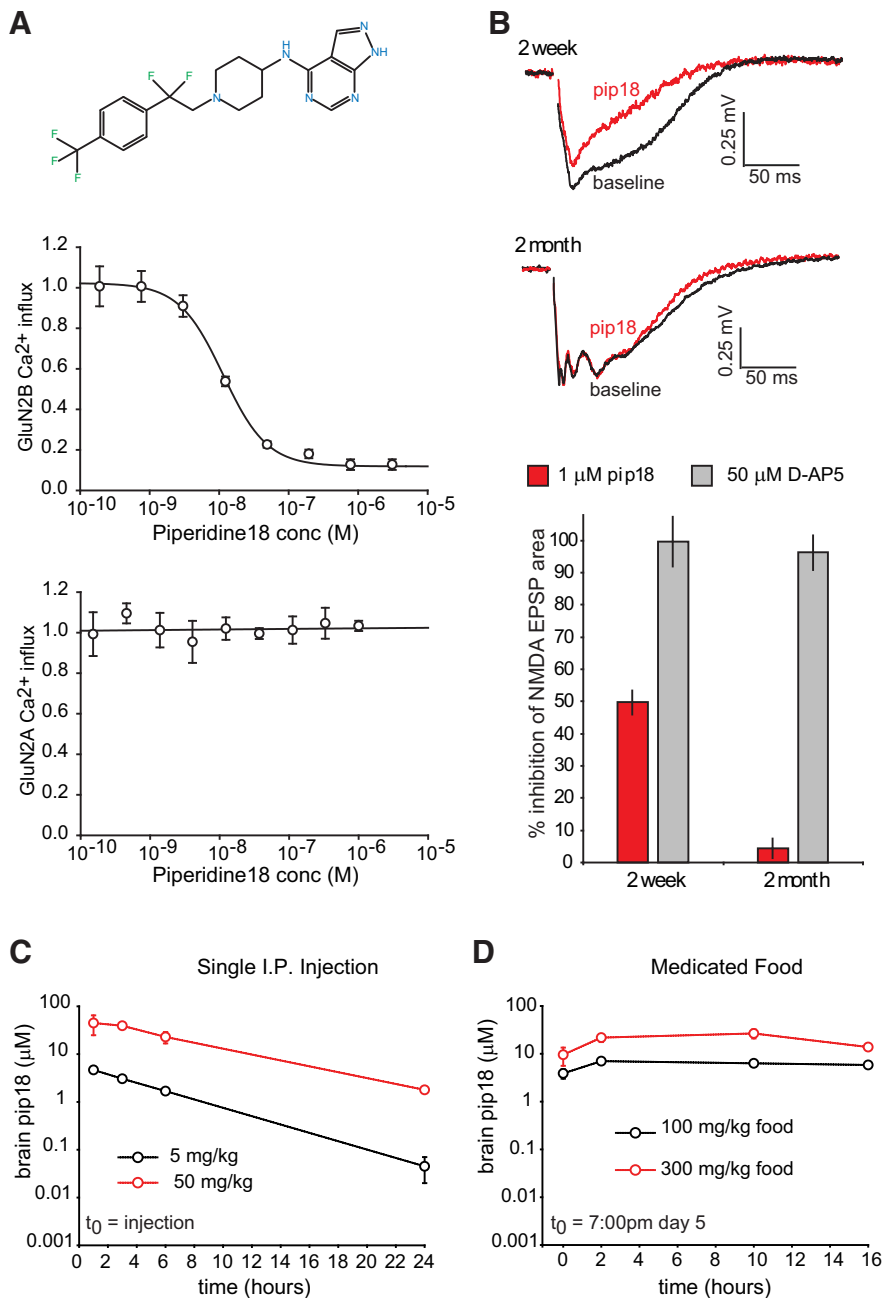 A
H
N
N
NH
F
F
N
N
N
F
F
F
GluN2B Ca2+ influx
1.2
1.0
0.8
0.6
0.4
0.2
0.0
10-10
10-9
10-8
10-7
10-6
10-5
Piperidine18 conc (M)
GluN2A Ca2+ influx
1.2
1.0
0.8
0.6
0.4
0.2
0.0
10-10
10-9
10-8
10-7
10-6
10-5
Piperidine18 conc (M)
B
2 week
pip18
baseline
0.25 mV
50 ms
2 month
pip18
baseline
0.25 mV
50 ms
1 μM pip18
50 μM D-AP5
% inhibition of NMDA EPSP area
100
90
80
70
60
50
40
30
20
10
0
2 week
2 month
C
Single I.P. Injection
brain pip18 (μM)
100
10
1
0.1
0.01
0.001
5 mg/kg
50 mg/kg
t0 = injection
0 2 4 6 8 10 12 14 16 18 20 22 24
time (hours)
D
Medicated Food
brain pip18 (μM)
100
10
1
0.1
0.01
0.001
100 mg/kg food
300 mg/kg food
t0 = 7:00pm day 5
0 2 4 6 8 10 12 14 16
time (hours)